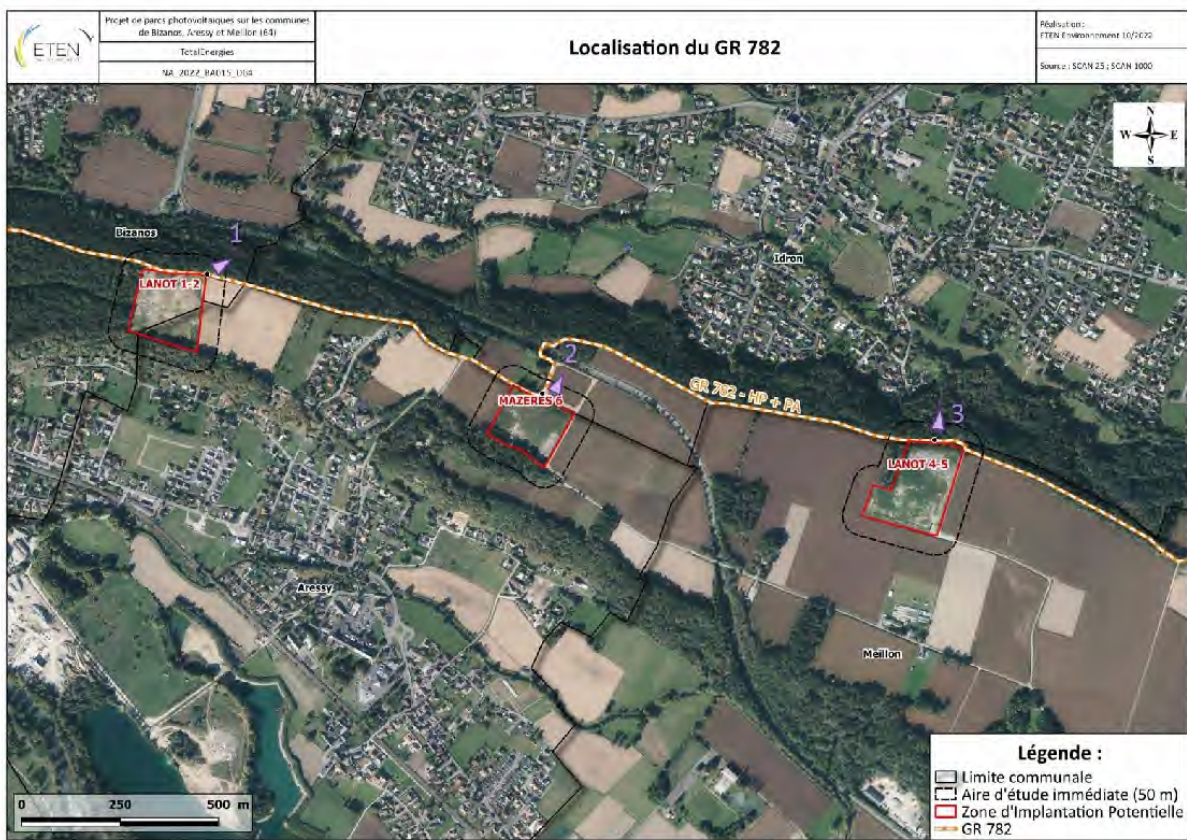 ETEN
Projet de parcs photovoltaïques sur les communes
de Bizanos, Aressy et Meillon (64)
TotalEnergies
Localisation du GR 782
Réalisation :
ETEN Environnement 10/2022
Source : SCAN 25 ; SCAN 1000
N
W E
S
Bizanos
1
LANOT 1-2
Idron
2
MAZERES 6
GR 782 - HP + PA
3
LANOT 4-5
Aressy
Meillon
0 250 500 m
Légende :
Limite communale
Aire d'étude immédiate (50 m)
Zone d'Implantation Potentielle
GR 782